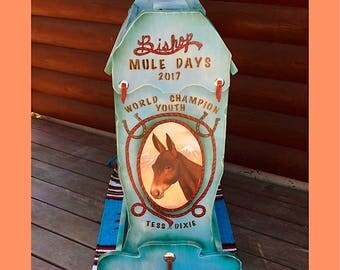 Bishop
MULE DAYS
2017
WORLD CHAMPION
YOUTH
TESS & DIXIE